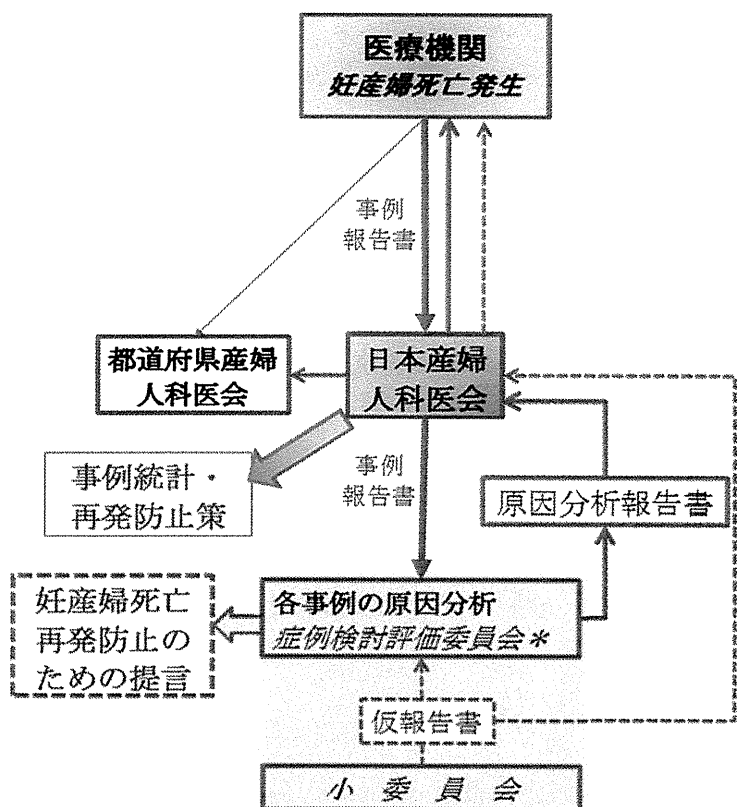 医療機関
妊産婦死亡発生
事例
報告書
都道府県産婦
人科医会
日本産婦
人科医会
事例統計・
再発防止策
事例
報告書
原因分析報告書
妊産婦死亡
再発防止の
ための提言
各事例の原因分析
症例検討評価委員会*
仮報告書
小 委 員 会